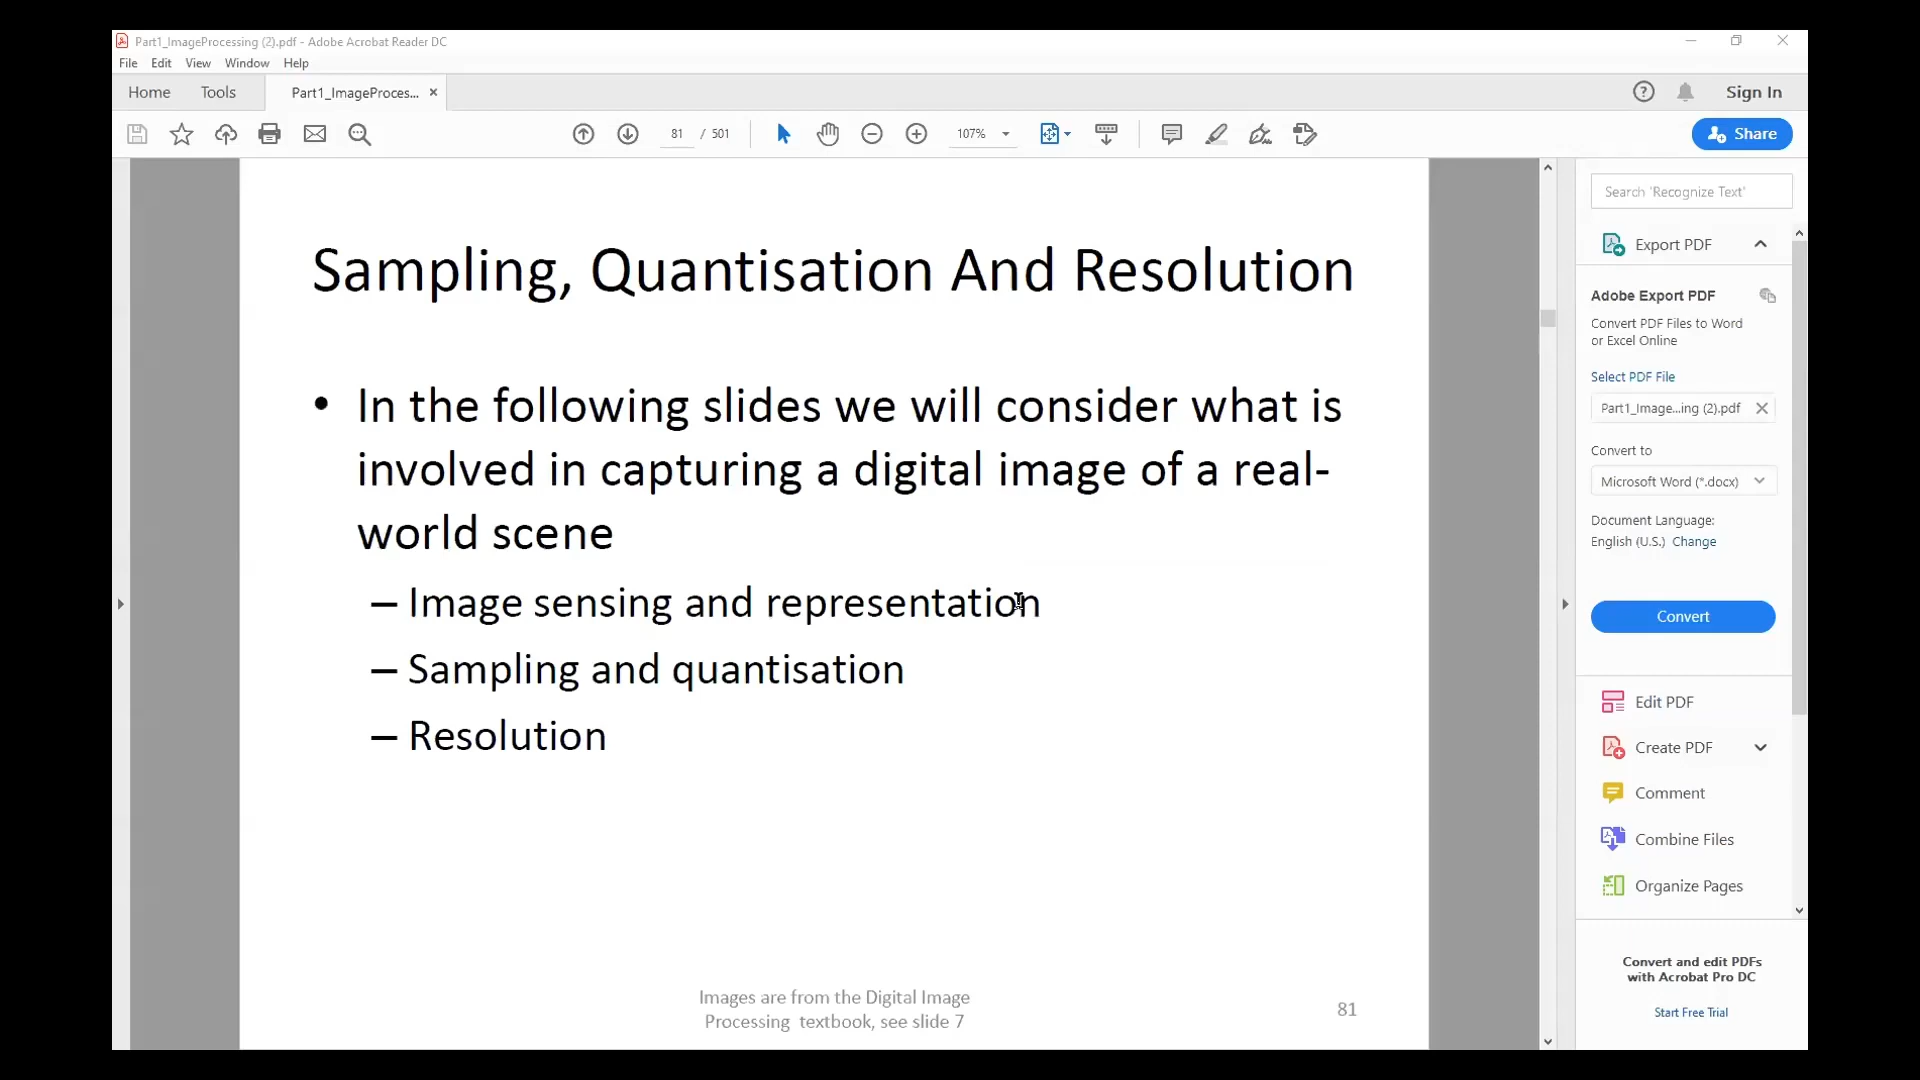 Part1_ImageProcessing (2).pdf - Adobe Acrobat Reader DC
File Edit View Window Help
Home Tools Part1_ImageProces... × Sign In
81 / 501 107% Share
Search 'Recognize Text'
Export PDF
Adobe Export PDF
Convert PDF Files to Word
or Excel Online
Select PDF File
Part1_Image...ing (2).pdf
Convert to
Microsoft Word (*.docx)
Document Language:
English (U.S.) Change
Convert
Edit PDF
Create PDF
Comment
Combine Files
Organize Pages
Convert and edit PDFs
with Acrobat Pro DC
Start Free Trial
Sampling, Quantisation And Resolution
• In the following slides we will consider what is
involved in capturing a digital image of a real-
world scene
– Image sensing and representation
– Sampling and quantisation
– Resolution
Images are from the Digital Image
Processing textbook, see slide 7
81